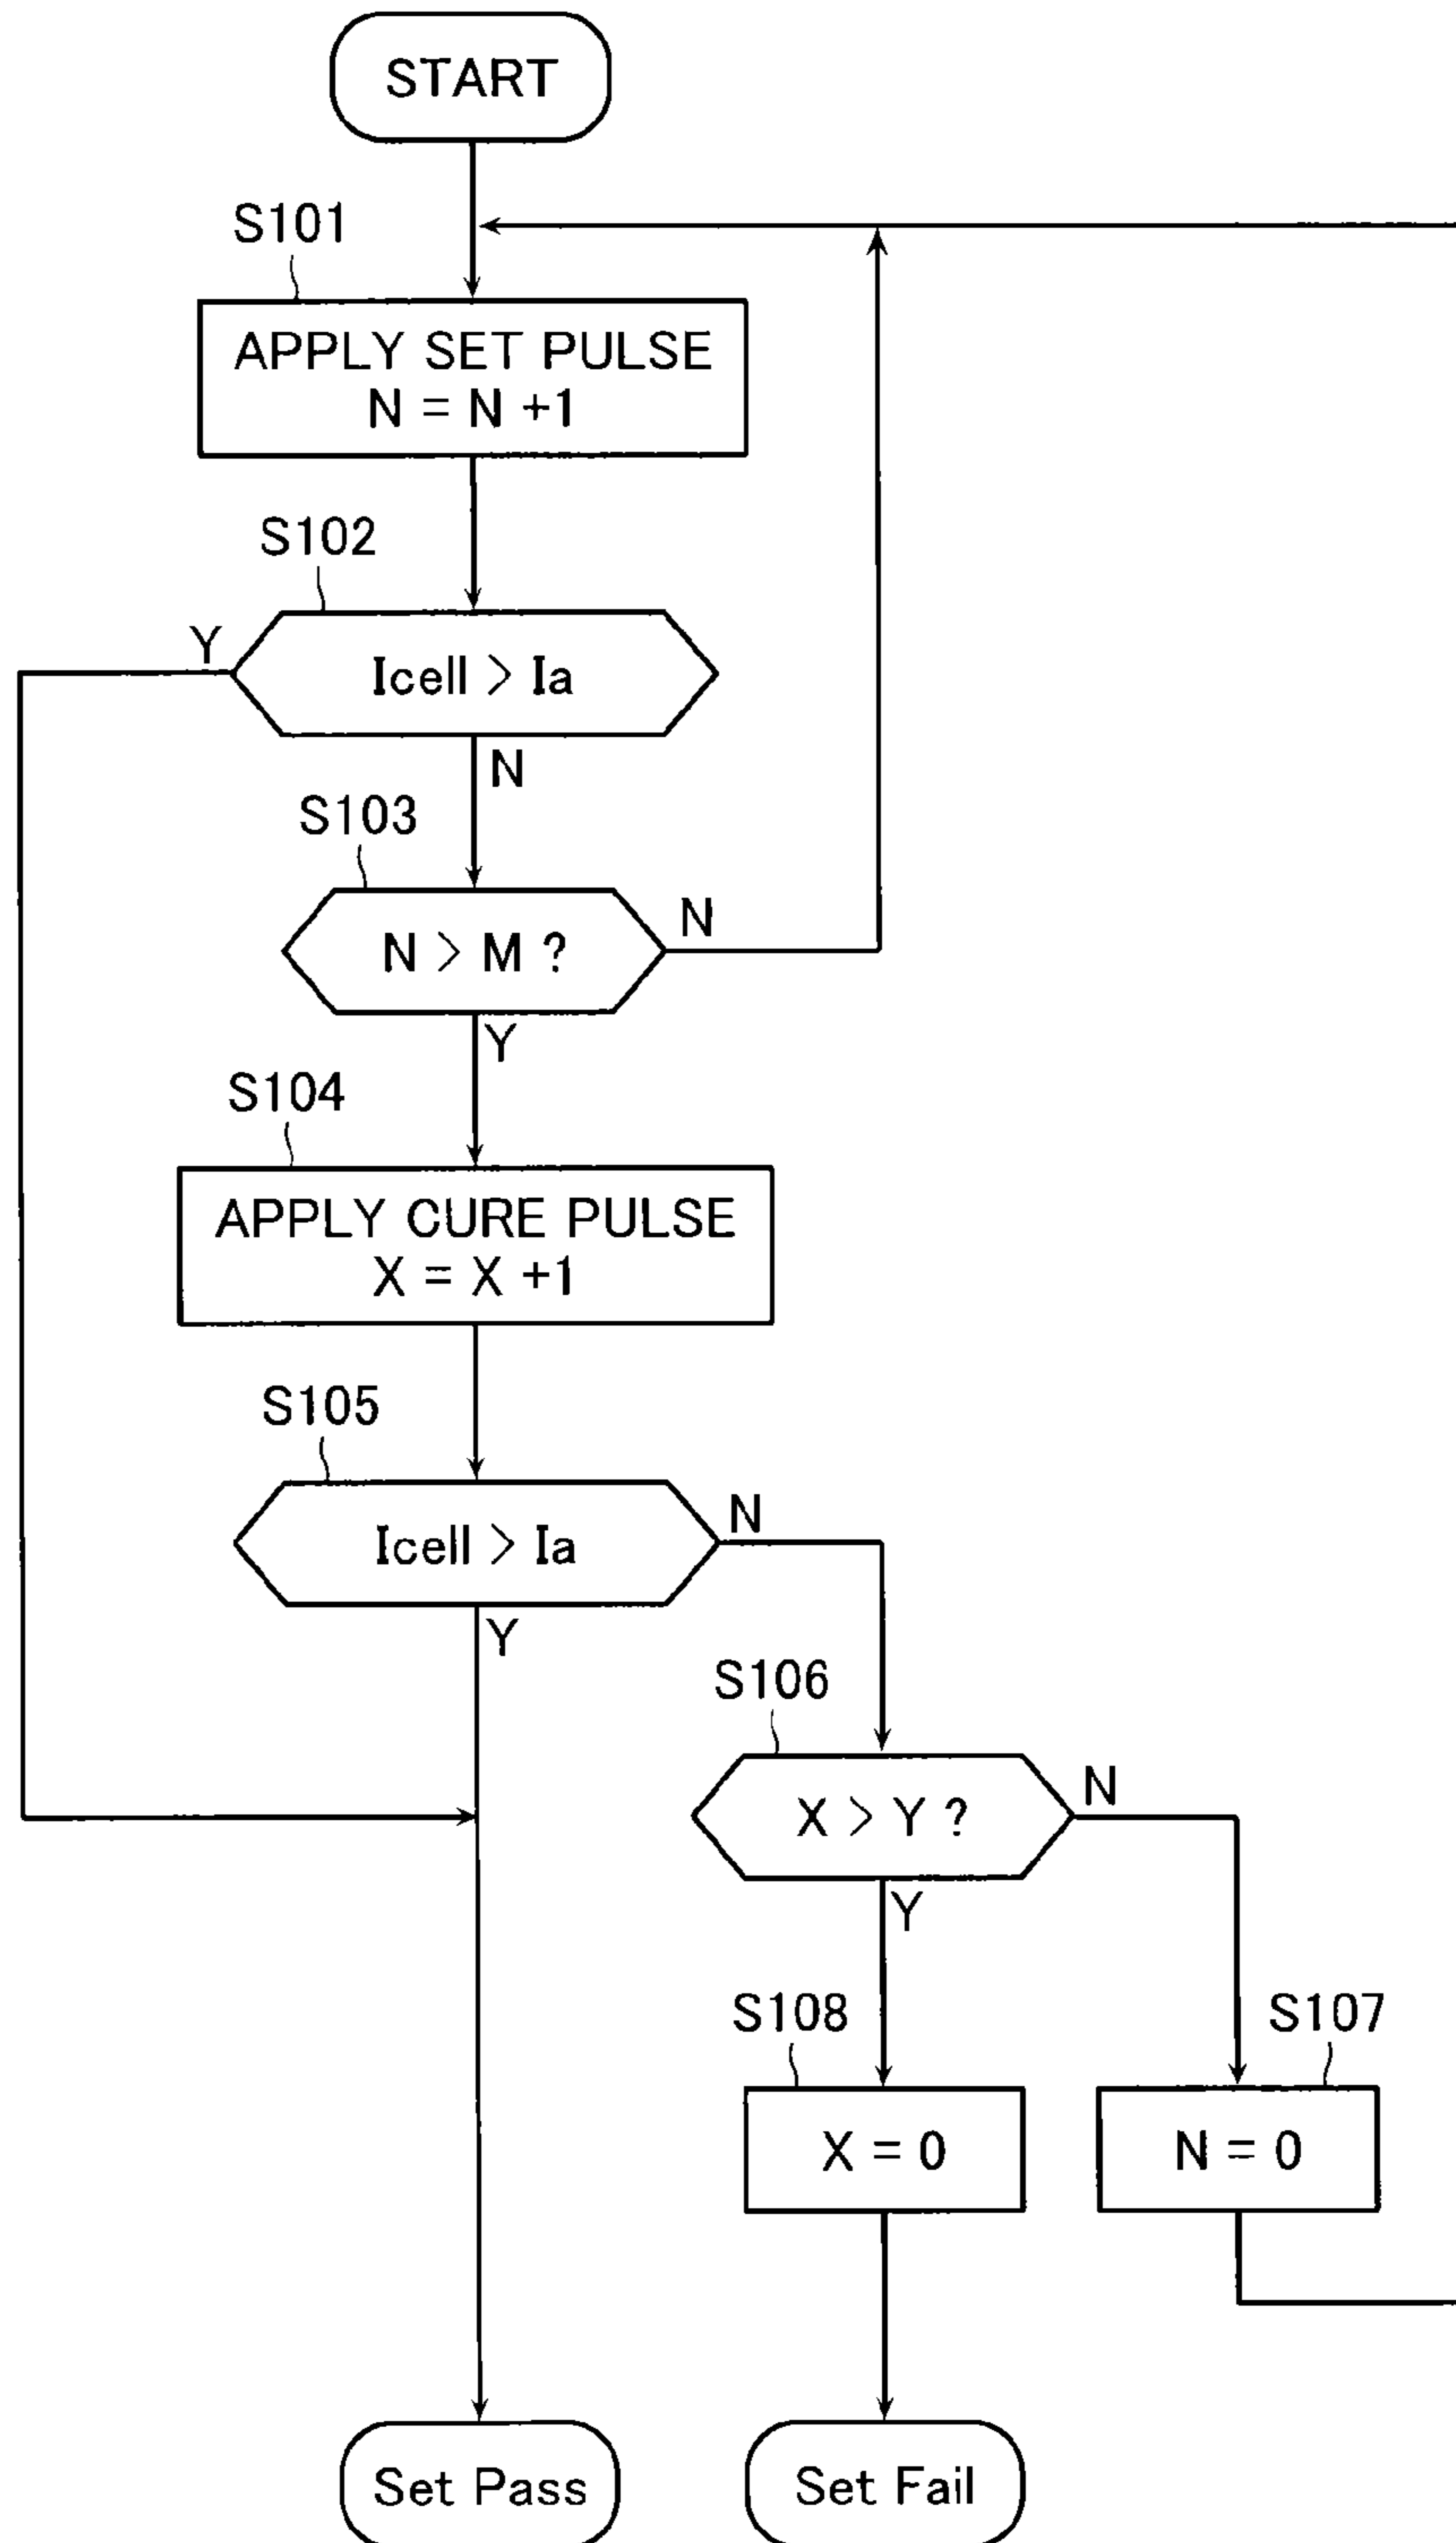 START
S101
APPLY SET PULSE
N = N +1
S102
Y
Icell > Ia
N
S103
N > M ?
N
Y
S104
APPLY CURE PULSE
X = X +1
S105
Icell > Ia
N
Y
S106
X > Y ?
N
Y
S108
S107
X = 0
N = 0
Set Pass
Set Fail